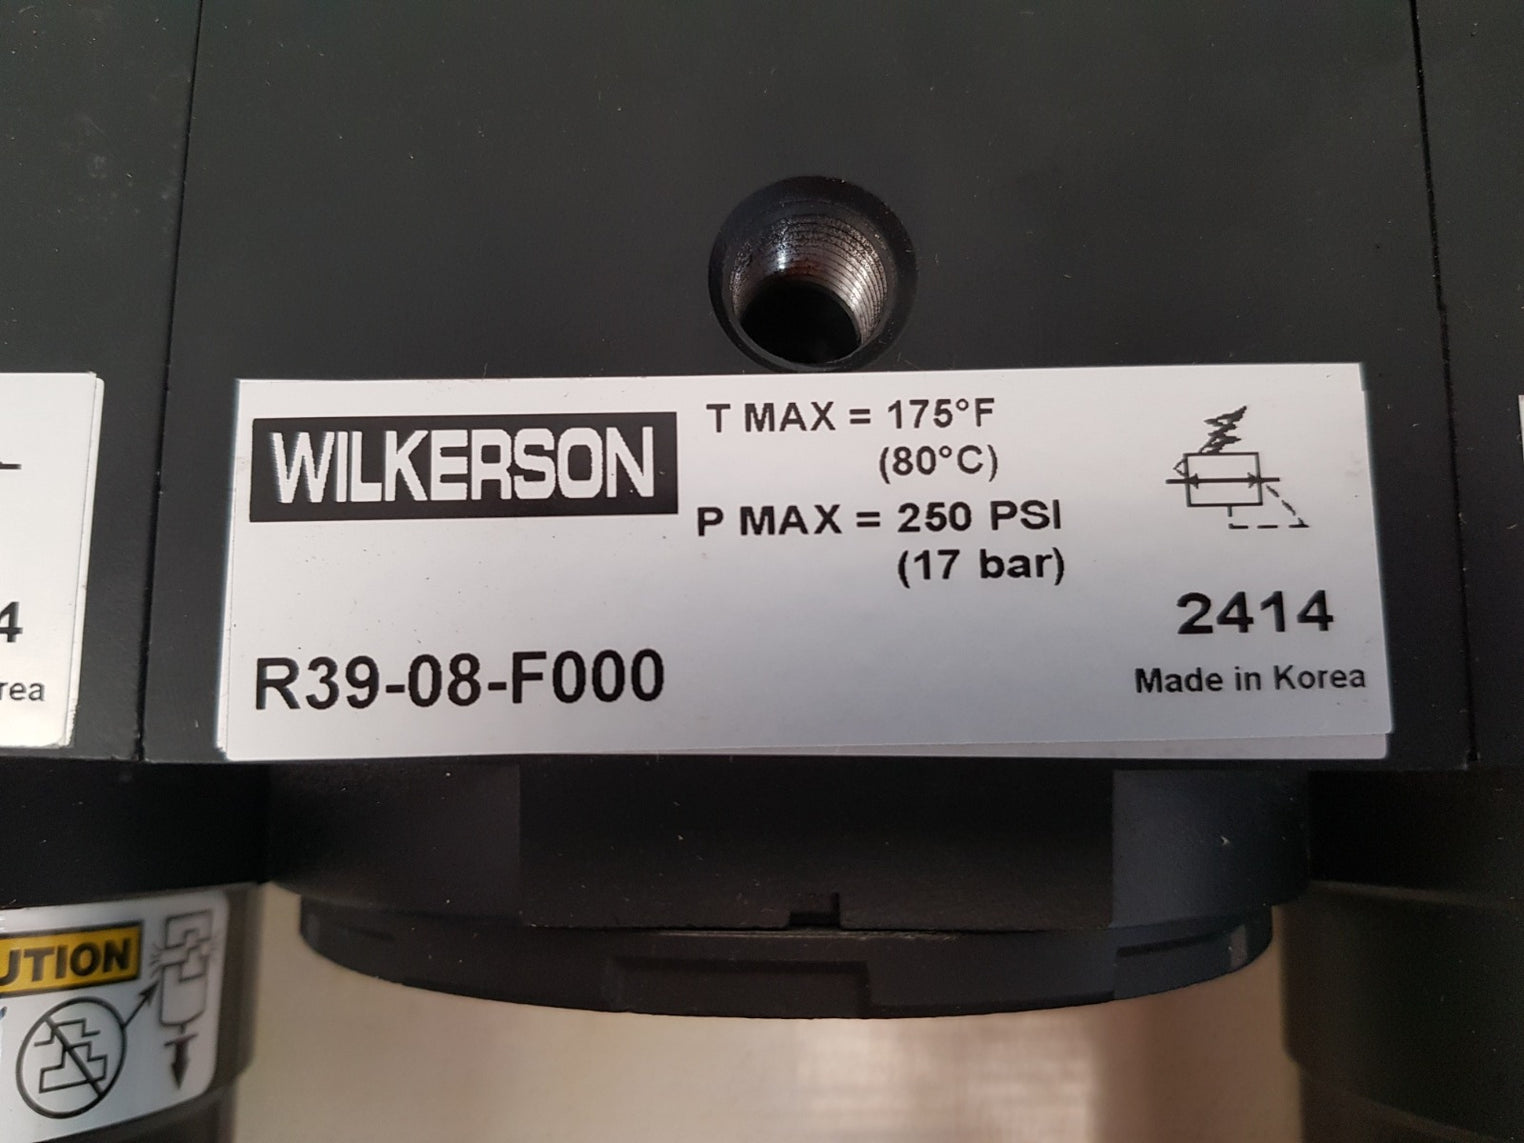 WILKERSON
T MAX = 175°F
(80°C)
P MAX = 250 PSI
(17 bar)
2414
R39-08-F000
Made in Korea
4
rea
UTION